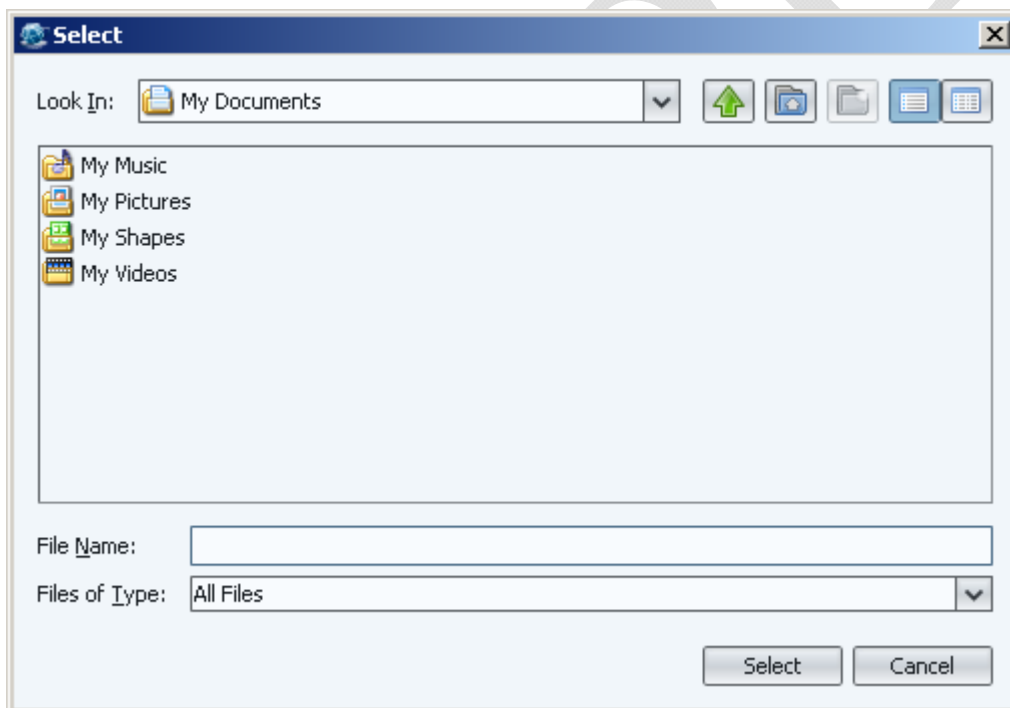 Select
Look In: My Documents
My Music
My Pictures
My Shapes
My Videos
File Name:
Files of Type: All Files
Select Cancel